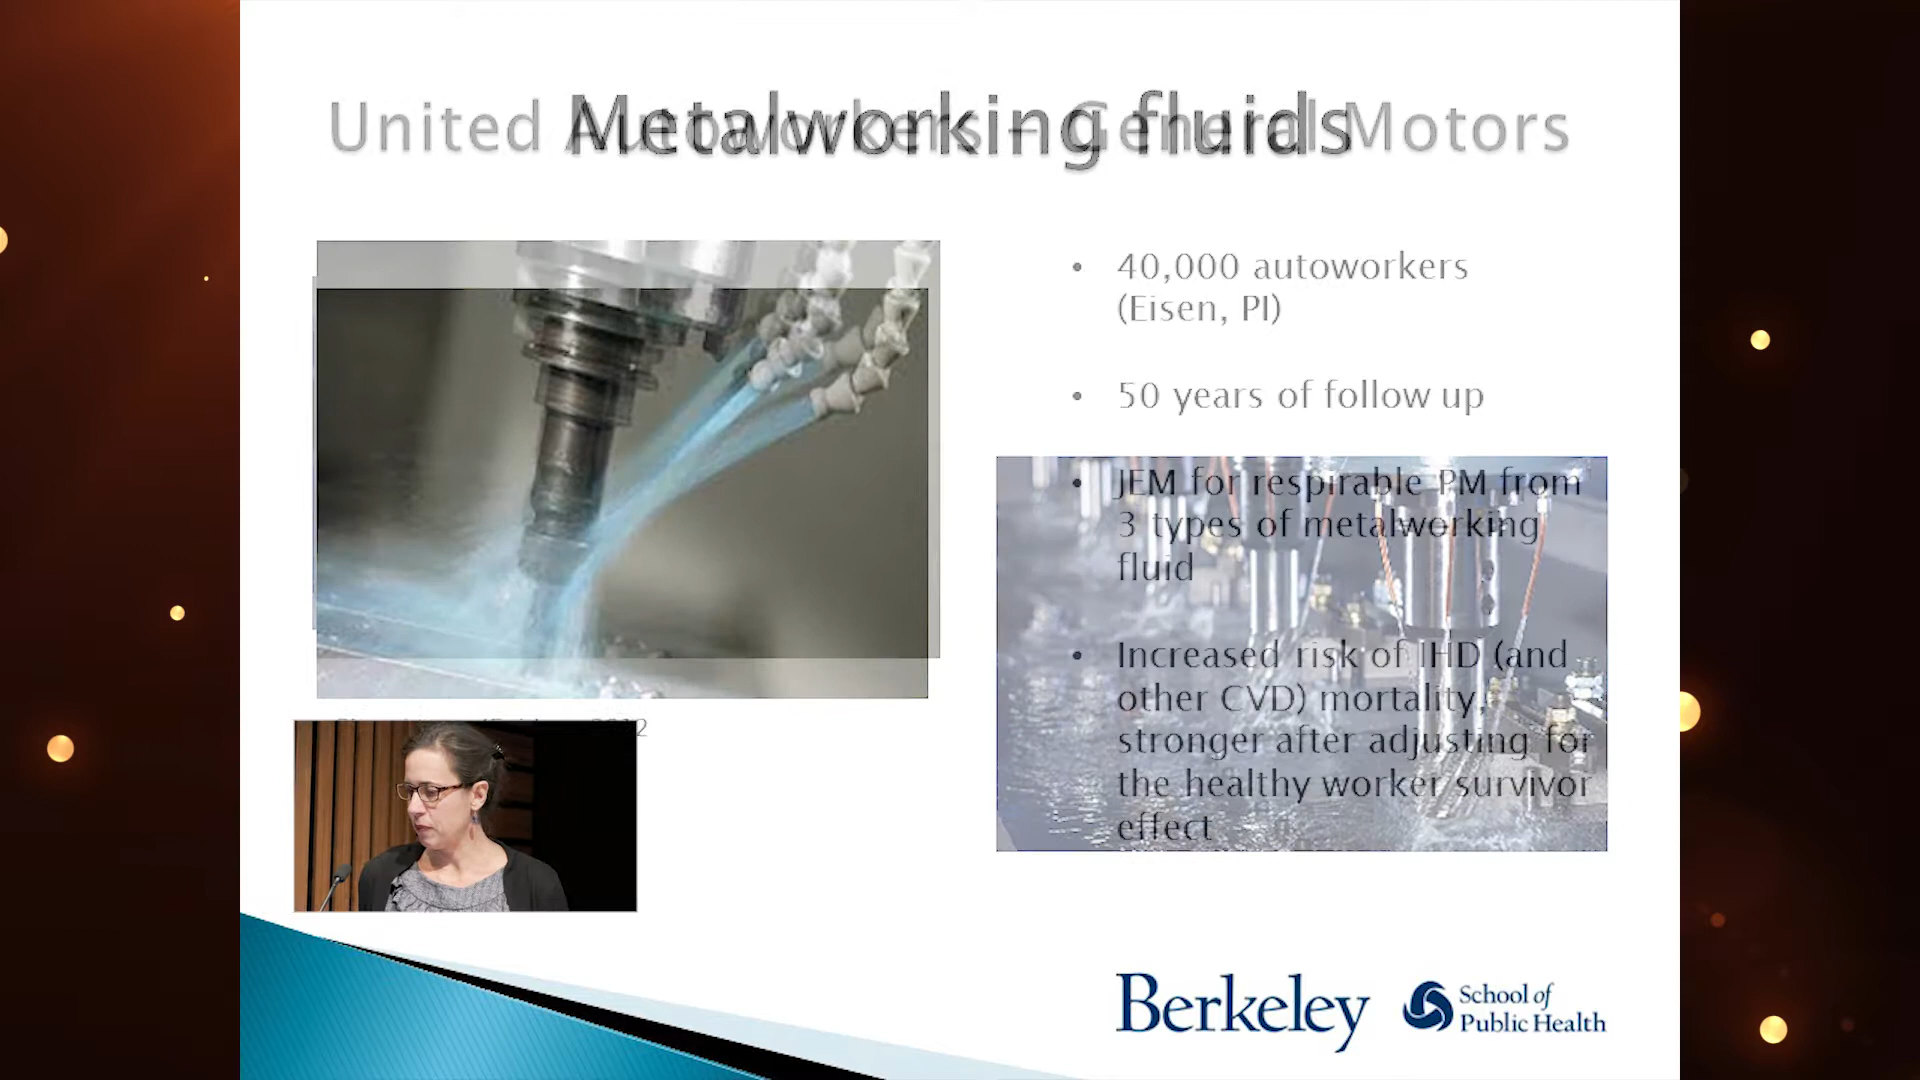 United Autoworkers – General Motors
Metalworking fluids
• 40,000 autoworkers
(Eisen, PI)
• 50 years of follow up
• JEM for respirable PM from
3 types of metalworking
fluid
• Increased risk of IHD (and
other CVD) mortality,
stronger after adjusting for
the healthy worker survivor
effect
Berkeley
School of
Public Health